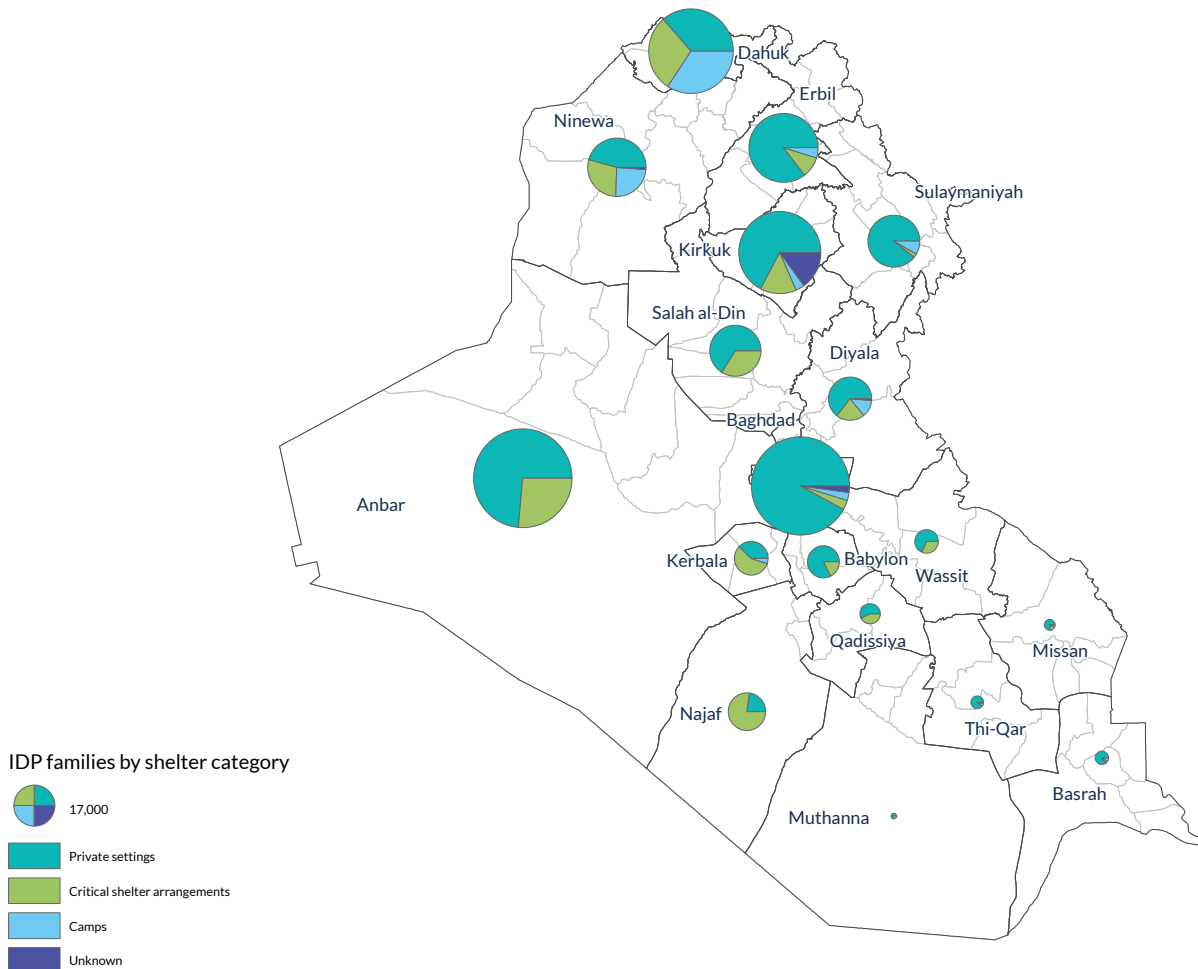 Dahuk
Erbil
Ninewa
Sulaymaniyah
Kirkuk
Salah al-Din
Diyala
Baghdad
Anbar
Kerbala
Babylon
Wassit
Qadissiya
Missan
Najaf
Thi-Qar
Basrah
Muthanna
IDP families by shelter category
17,000
Private settings
Critical shelter arrangements
Camps
Unknown